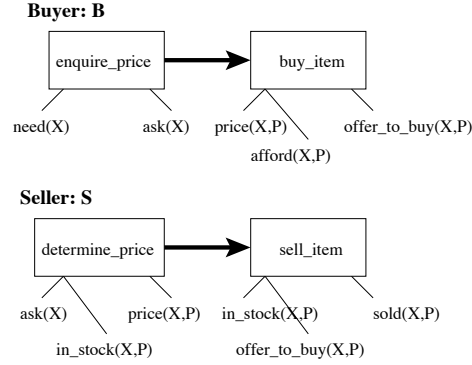 Buyer: B
enquire_price
buy_item
need(X)
ask(X)
price(X,P)
offer_to_buy(X,P)
afford(X,P)
Seller: S
determine_price
sell_item
ask(X)
price(X,P)
in_stock(X,P)
sold(X,P)
in_stock(X,P)
offer_to_buy(X,P)